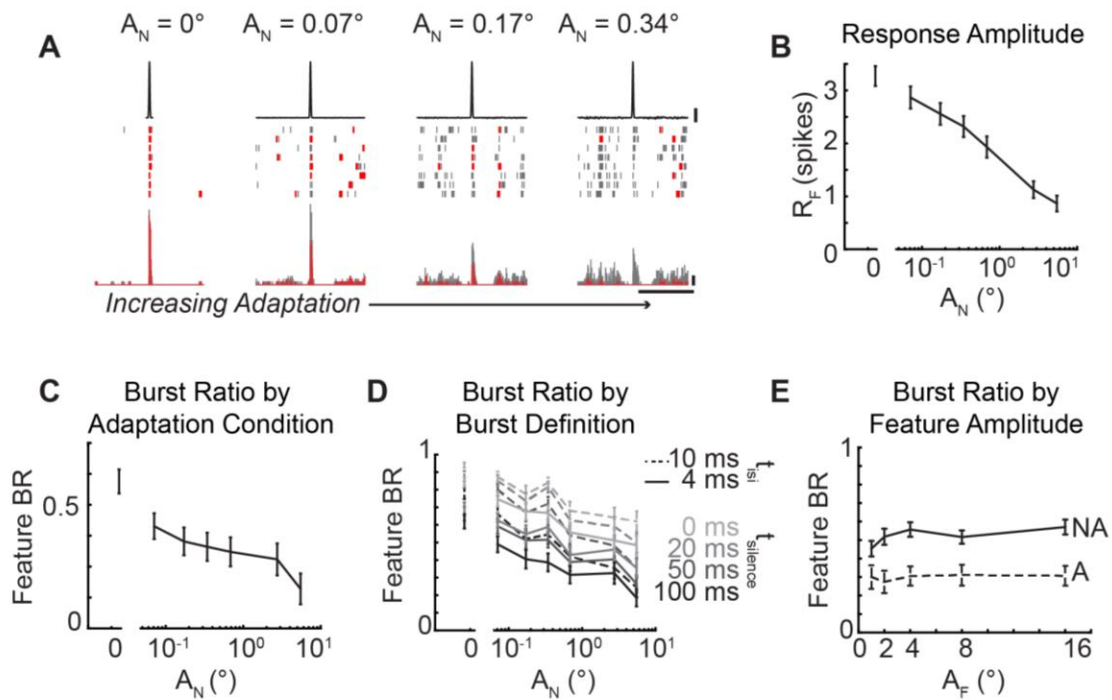 A
A_N = 0°
A_N = 0.07°
A_N = 0.17°
A_N = 0.34°
Increasing Adaptation
B
Response Amplitude
R_F (spikes)
3
2
1
0
0
10^-1
10^0
10^1
A_N (°)
C
Burst Ratio by
Adaptation Condition
Feature BR
0.5
0
0
10^-1
10^0
10^1
A_N (°)
D
Burst Ratio by
Burst Definition
Feature BR
1
0
10 ms
4 ms
t_isi
0 ms
20 ms
50 ms
100 ms
t_silence
0
10^-1
10^0
10^1
A_N (°)
E
Burst Ratio by
Feature Amplitude
Feature BR
1
0
NA
A
0
2
4
8
16
A_F (°)